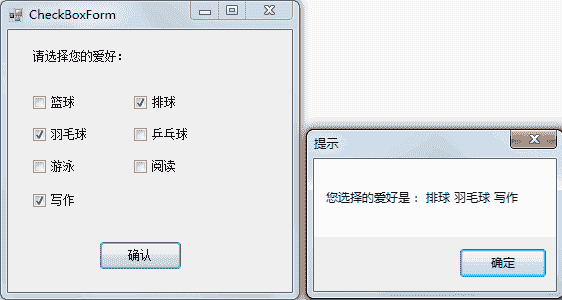 CheckBoxForm
请选择您的爱好：
篮球 排球
羽毛球 乒乓球
游泳 阅读
写作
确认
提示
您选择的爱好是： 排球 羽毛球 写作
确定